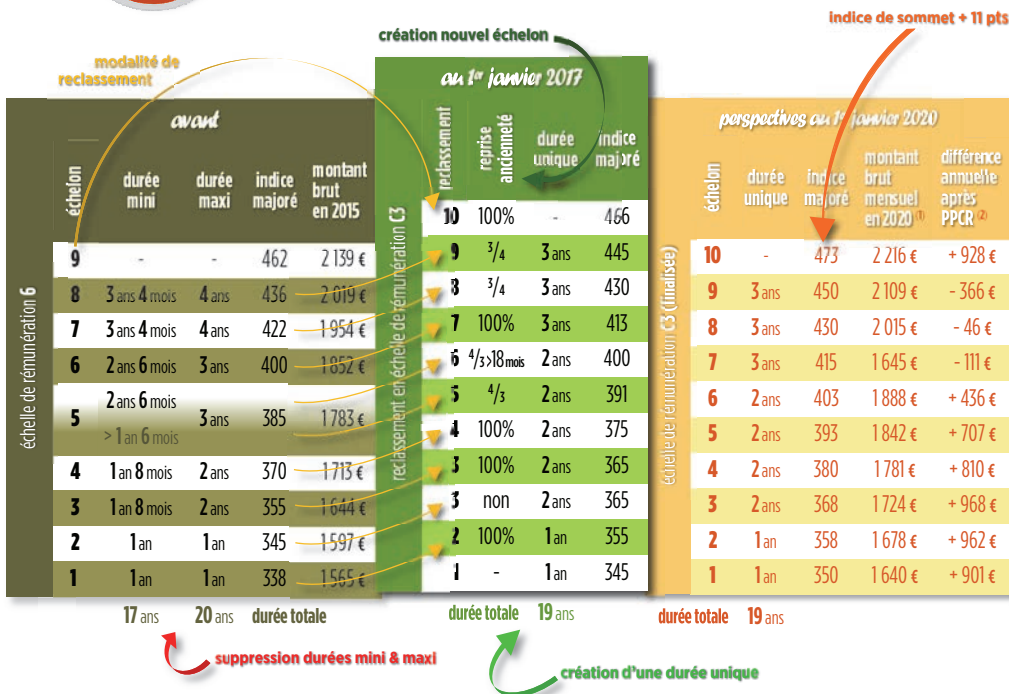 indice de sommet + 11 pts
création nouvel échelon
modalité de
reclassement
avant
échelle de rémunération 6
échelon | durée mini | durée maxi | indice majoré | montant brut en 2015
9 | - | - | 462 | 2 139 €
8 | 3 ans 4 mois | 4 ans | 436 | 2 019 €
7 | 3 ans 4 mois | 4 ans | 422 | 1 954 €
6 | 2 ans 6 mois | 3 ans | 400 | 1 852 €
5 | 2 ans 6 mois > 1 an 6 mois | 3 ans | 385 | 1 783 €
4 | 1 an 8 mois | 2 ans | 370 | 1 713 €
3 | 1 an 8 mois | 2 ans | 355 | 1 644 €
2 | 1 an | 1 an | 345 | 1 597 €
1 | 1 an | 1 an | 338 | 1 565 €
17 ans | 20 ans | durée totale
suppression durées mini & maxi
au 1er janvier 2017
reclassement en échelle de rémunération C3
reclassement | reprise ancienneté | durée unique | indice majoré
10 | 100% | - | 466
9 | 3/4 | 3 ans | 445
8 | 3/4 | 3 ans | 430
7 | 100% | 3 ans | 413
6 | 4/3>18 mois | 2 ans | 400
5 | 4/3 | 2 ans | 391
4 | 100% | 2 ans | 375
3 | 100% | 2 ans | 365
3 | non | 2 ans | 365
2 | 100% | 1 an | 355
1 | - | 1 an | 345
durée totale 19 ans
création d'une durée unique
perspectives au 1er janvier 2020
échelle de rémunération C3 (finalisée)
échelon | durée unique | indice majoré | montant brut mensuel en 2020 (1) | différence annuelle après PPCR (2)
10 | - | 473 | 2 216 € | + 928 €
9 | 3 ans | 450 | 2 109 € | - 366 €
8 | 3 ans | 430 | 2 015 € | - 46 €
7 | 3 ans | 415 | 1 645 € | - 111 €
6 | 2 ans | 403 | 1 888 € | + 436 €
5 | 2 ans | 393 | 1 842 € | + 707 €
4 | 2 ans | 380 | 1 781 € | + 810 €
3 | 2 ans | 368 | 1 724 € | + 968 €
2 | 1 an | 358 | 1 678 € | + 962 €
1 | 1 an | 350 | 1 640 € | + 901 €
durée totale 19 ans